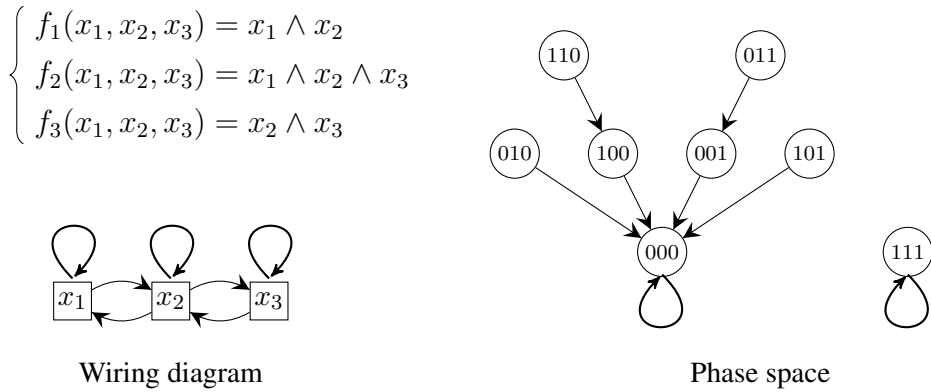 f₁(x₁, x₂, x₃) = x₁ ∧ x₂
f₂(x₁, x₂, x₃) = x₁ ∧ x₂ ∧ x₃
f₃(x₁, x₂, x₃) = x₂ ∧ x₃
x₁ x₂ x₃
Wiring diagram
110 011
010 100 001 101
000 111
Phase space